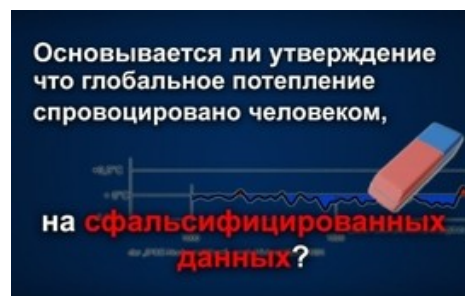 Основывается ли утверждение
что глобальное потепление
спровоцировано человеком,
на сфальсифицированных
данных?